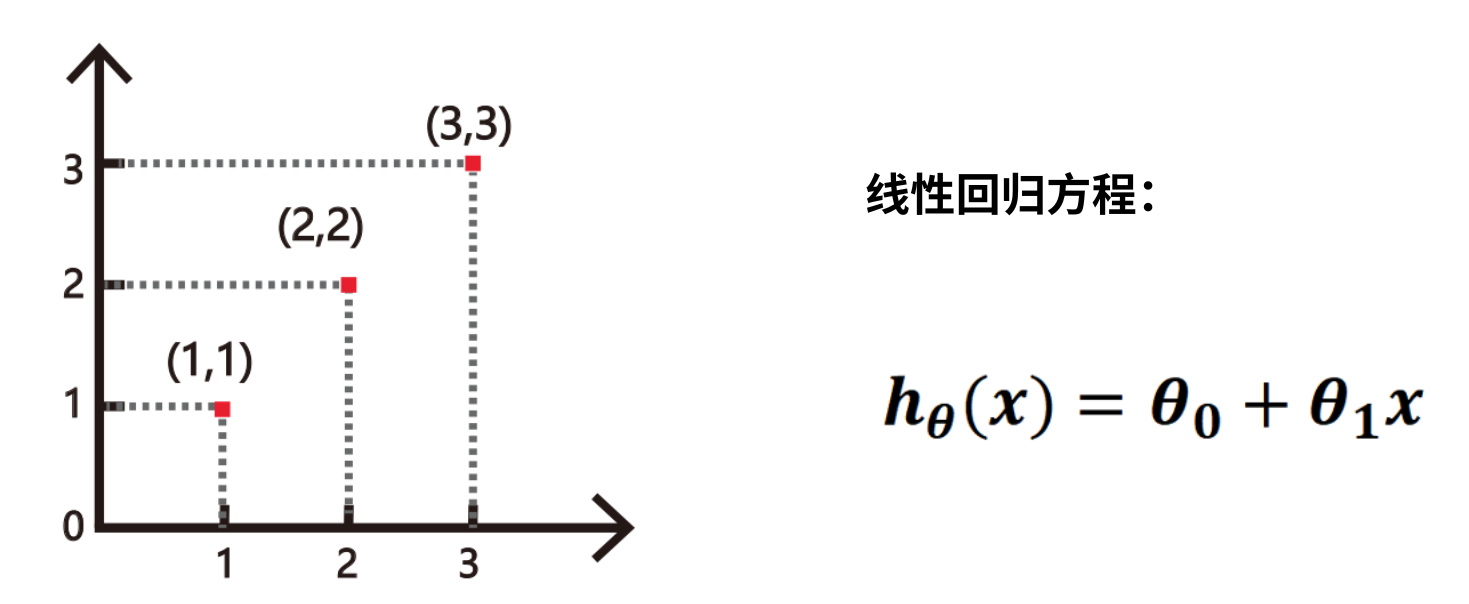 (3,3)
3
(2,2)
2
(1,1)
1
0
1 2 3
线性回归方程：
hθ(x) = θ0 + θ1x